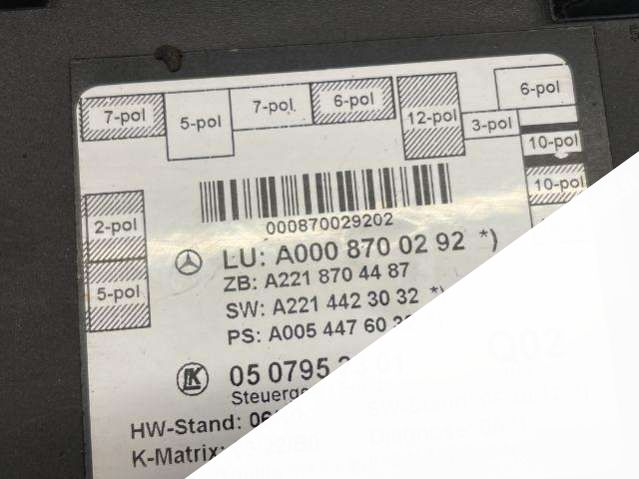 7-pol
5-pol
7-pol
6-pol
12-pol
3-pol
6-pol
10-pol
10-pol
2-pol
5-pol
000870029202
LU: A000 870 02 92 *)
ZB: A221 870 44 87
SW: A221 442 30 32 *)
PS: A005 447 60
05 0795
HW-Stand:
K-Matrix: